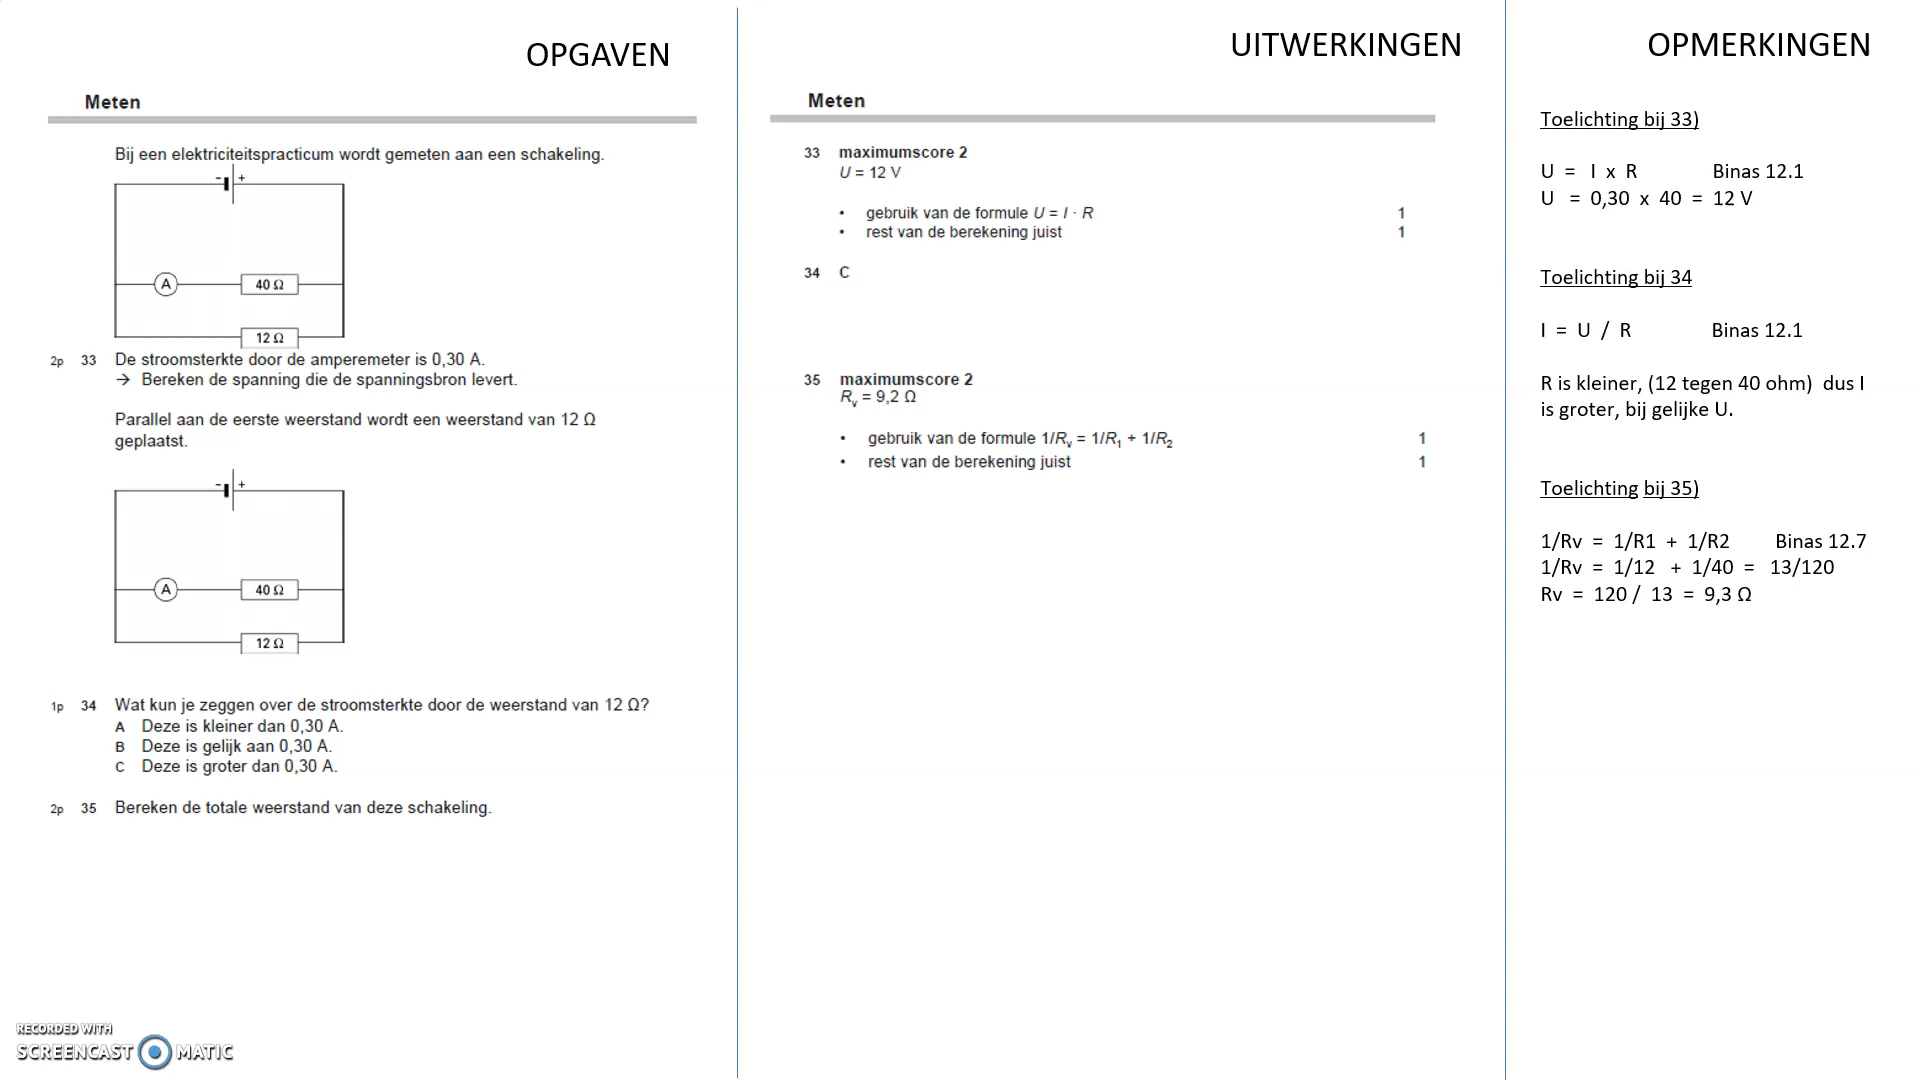 OPGAVEN
Meten
Bij een elektriciteitspracticum wordt gemeten aan een schakeling.
- +
A 40 Ω
12 Ω
2p 33 De stroomsterkte door de amperemeter is 0,30 A.
→ Bereken de spanning die de spanningsbron levert.
Parallel aan de eerste weerstand wordt een weerstand van 12 Ω
geplaatst.
- +
A 40 Ω
12 Ω
1p 34 Wat kun je zeggen over de stroomsterkte door de weerstand van 12 Ω?
A Deze is kleiner dan 0,30 A.
B Deze is gelijk aan 0,30 A.
C Deze is groter dan 0,30 A.
2p 35 Bereken de totale weerstand van deze schakeling.
UITWERKINGEN
Meten
33 maximumscore 2
U = 12 V
• gebruik van de formule U = I · R 1
• rest van de berekening juist 1
34 C
35 maximumscore 2
Rv = 9,2 Ω
• gebruik van de formule 1/Rv = 1/R1 + 1/R2 1
• rest van de berekening juist 1
OPMERKINGEN
Toelichting bij 33)
U = I x R Binas 12.1
U = 0,30 x 40 = 12 V
Toelichting bij 34
I = U / R Binas 12.1
R is kleiner, (12 tegen 40 ohm) dus I
is groter, bij gelijke U.
Toelichting bij 35)
1/Rv = 1/R1 + 1/R2 Binas 12.7
1/Rv = 1/12 + 1/40 = 13/120
Rv = 120 / 13 = 9,3 Ω
RECORDED WITH
SCREENCAST MATIC